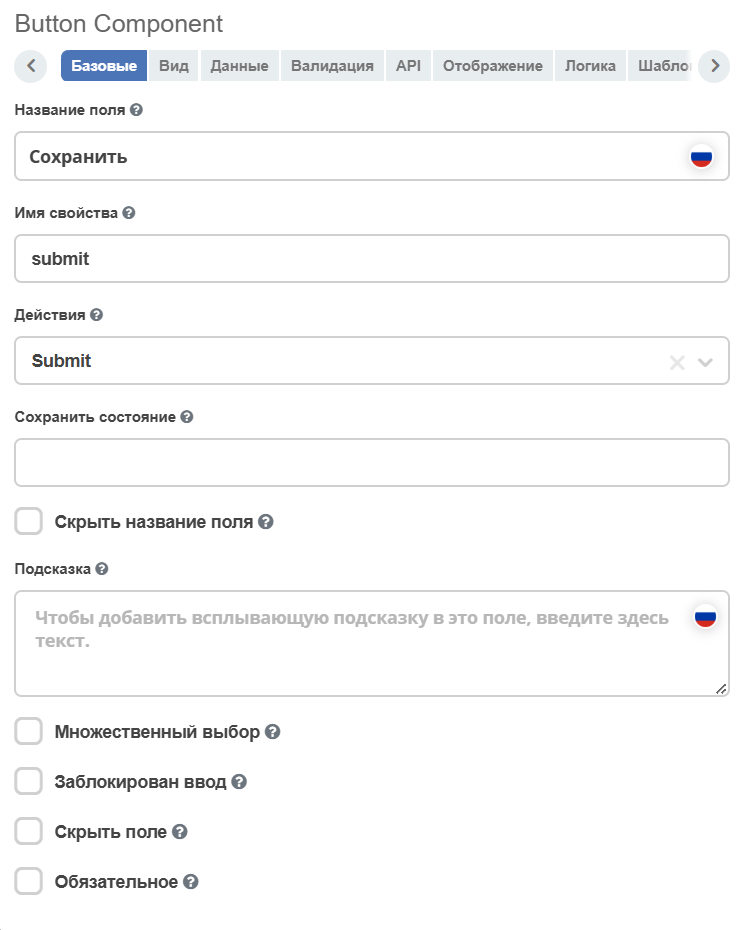 Button Component
Базовые Вид Данные Валидация API Отображение Логика Шабло
Название поля
Сохранить
Имя свойства
submit
Действия
Submit
Сохранить состояние
Скрыть название поля
Подсказка
Чтобы добавить всплывающую подсказку в это поле, введите здесь
текст.
Множественный выбор
Заблокирован ввод
Скрыть поле
Обязательное